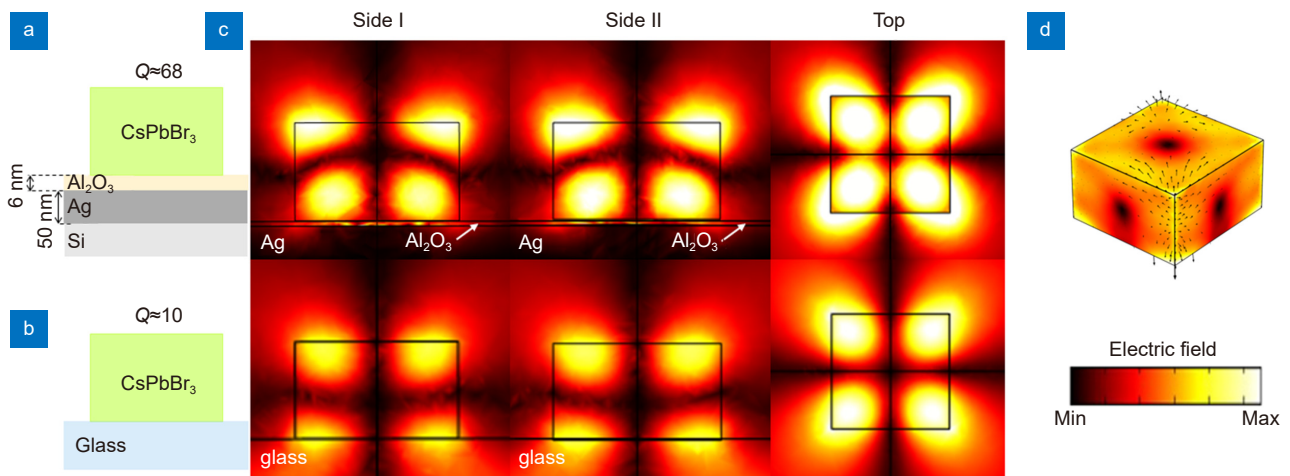 a
Q≈68
CsPbBr₃
6 nm
Al₂O₃
50 nm
Ag
Si
b
Q≈10
CsPbBr₃
Glass
c
Side I
Side II
Top
Ag
Al₂O₃
Ag
Al₂O₃
glass
glass
d
Electric field
Min
Max